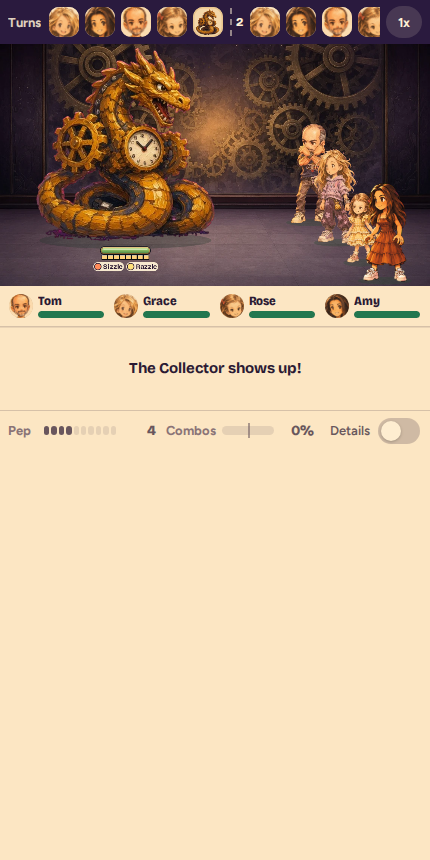 Turns
2
1x
Sizzle Razzle
Tom Grace Rose Amy
The Collector shows up!
Pep 4 Combos 0% Details